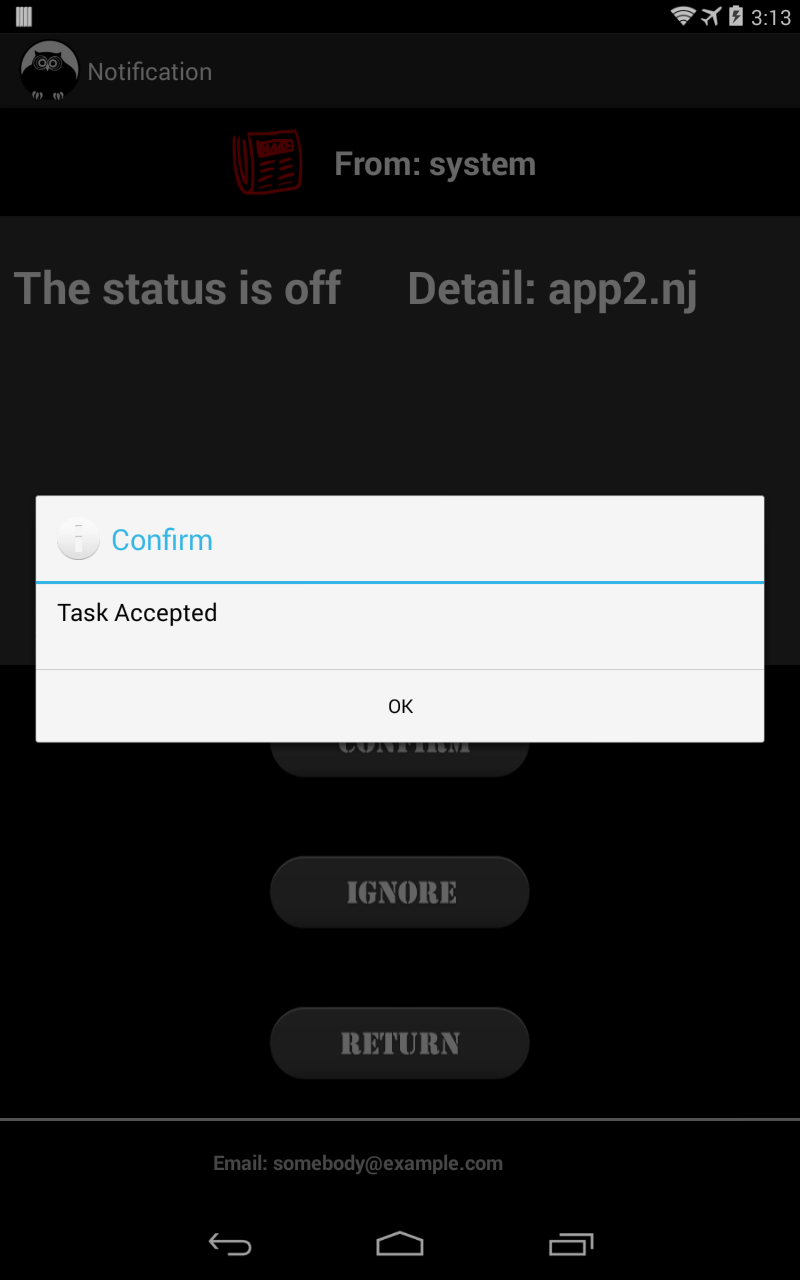 3:13
Notification
From: system
The status is off Detail: app2.nj
Confirm
Task Accepted
OK
CONFIRM
IGNORE
RETURN
Email: somebody@example.com